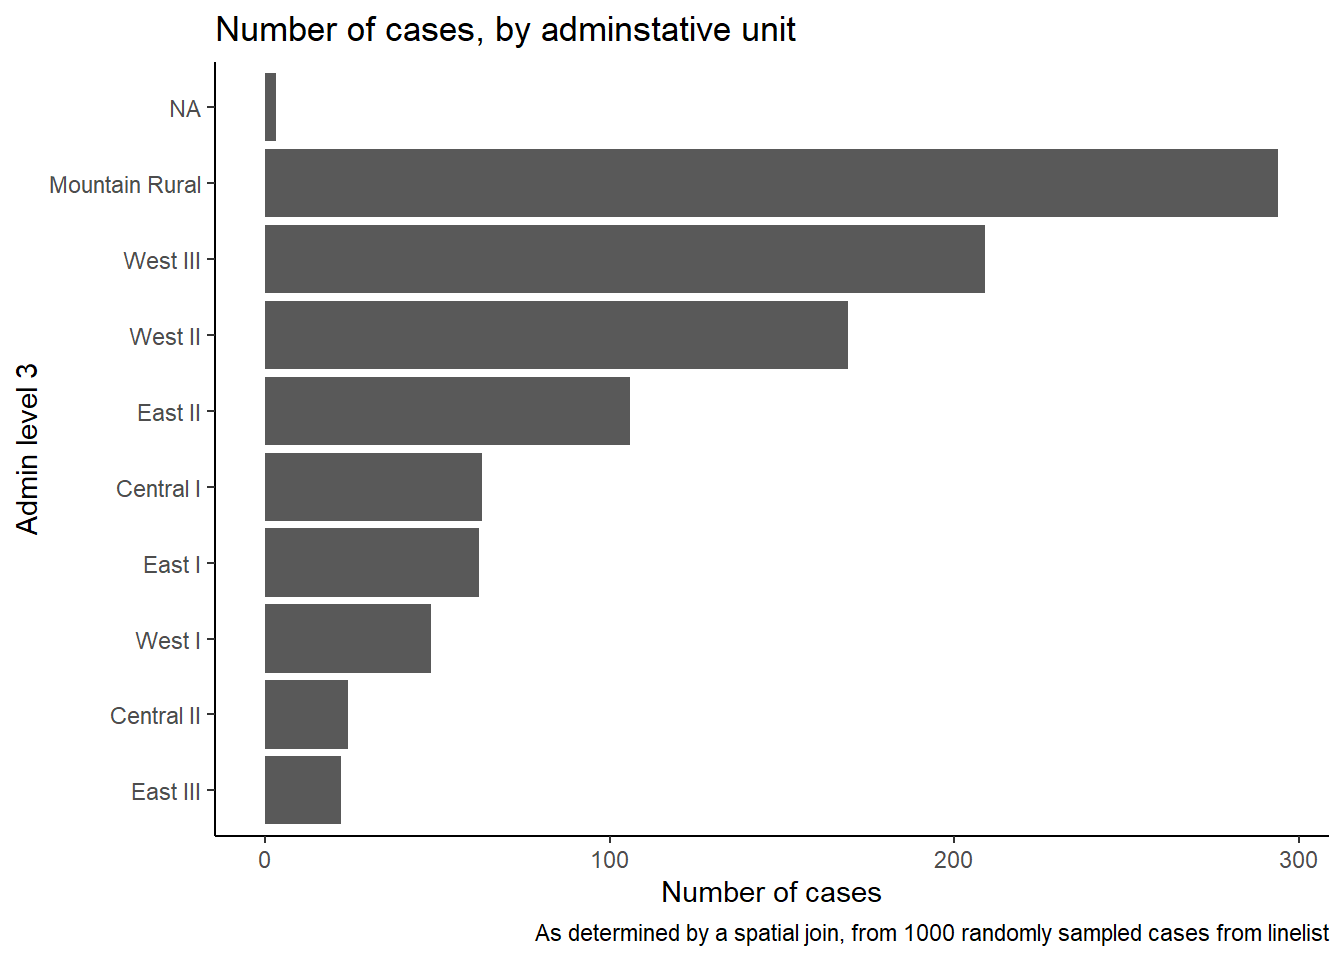 Number of cases, by adminstative unit
NA
Mountain Rural
West III
West II
East II
Central I
East I
West I
Central II
East III
Admin level 3
0 100 200 300
Number of cases
As determined by a spatial join, from 1000 randomly sampled cases from linelist